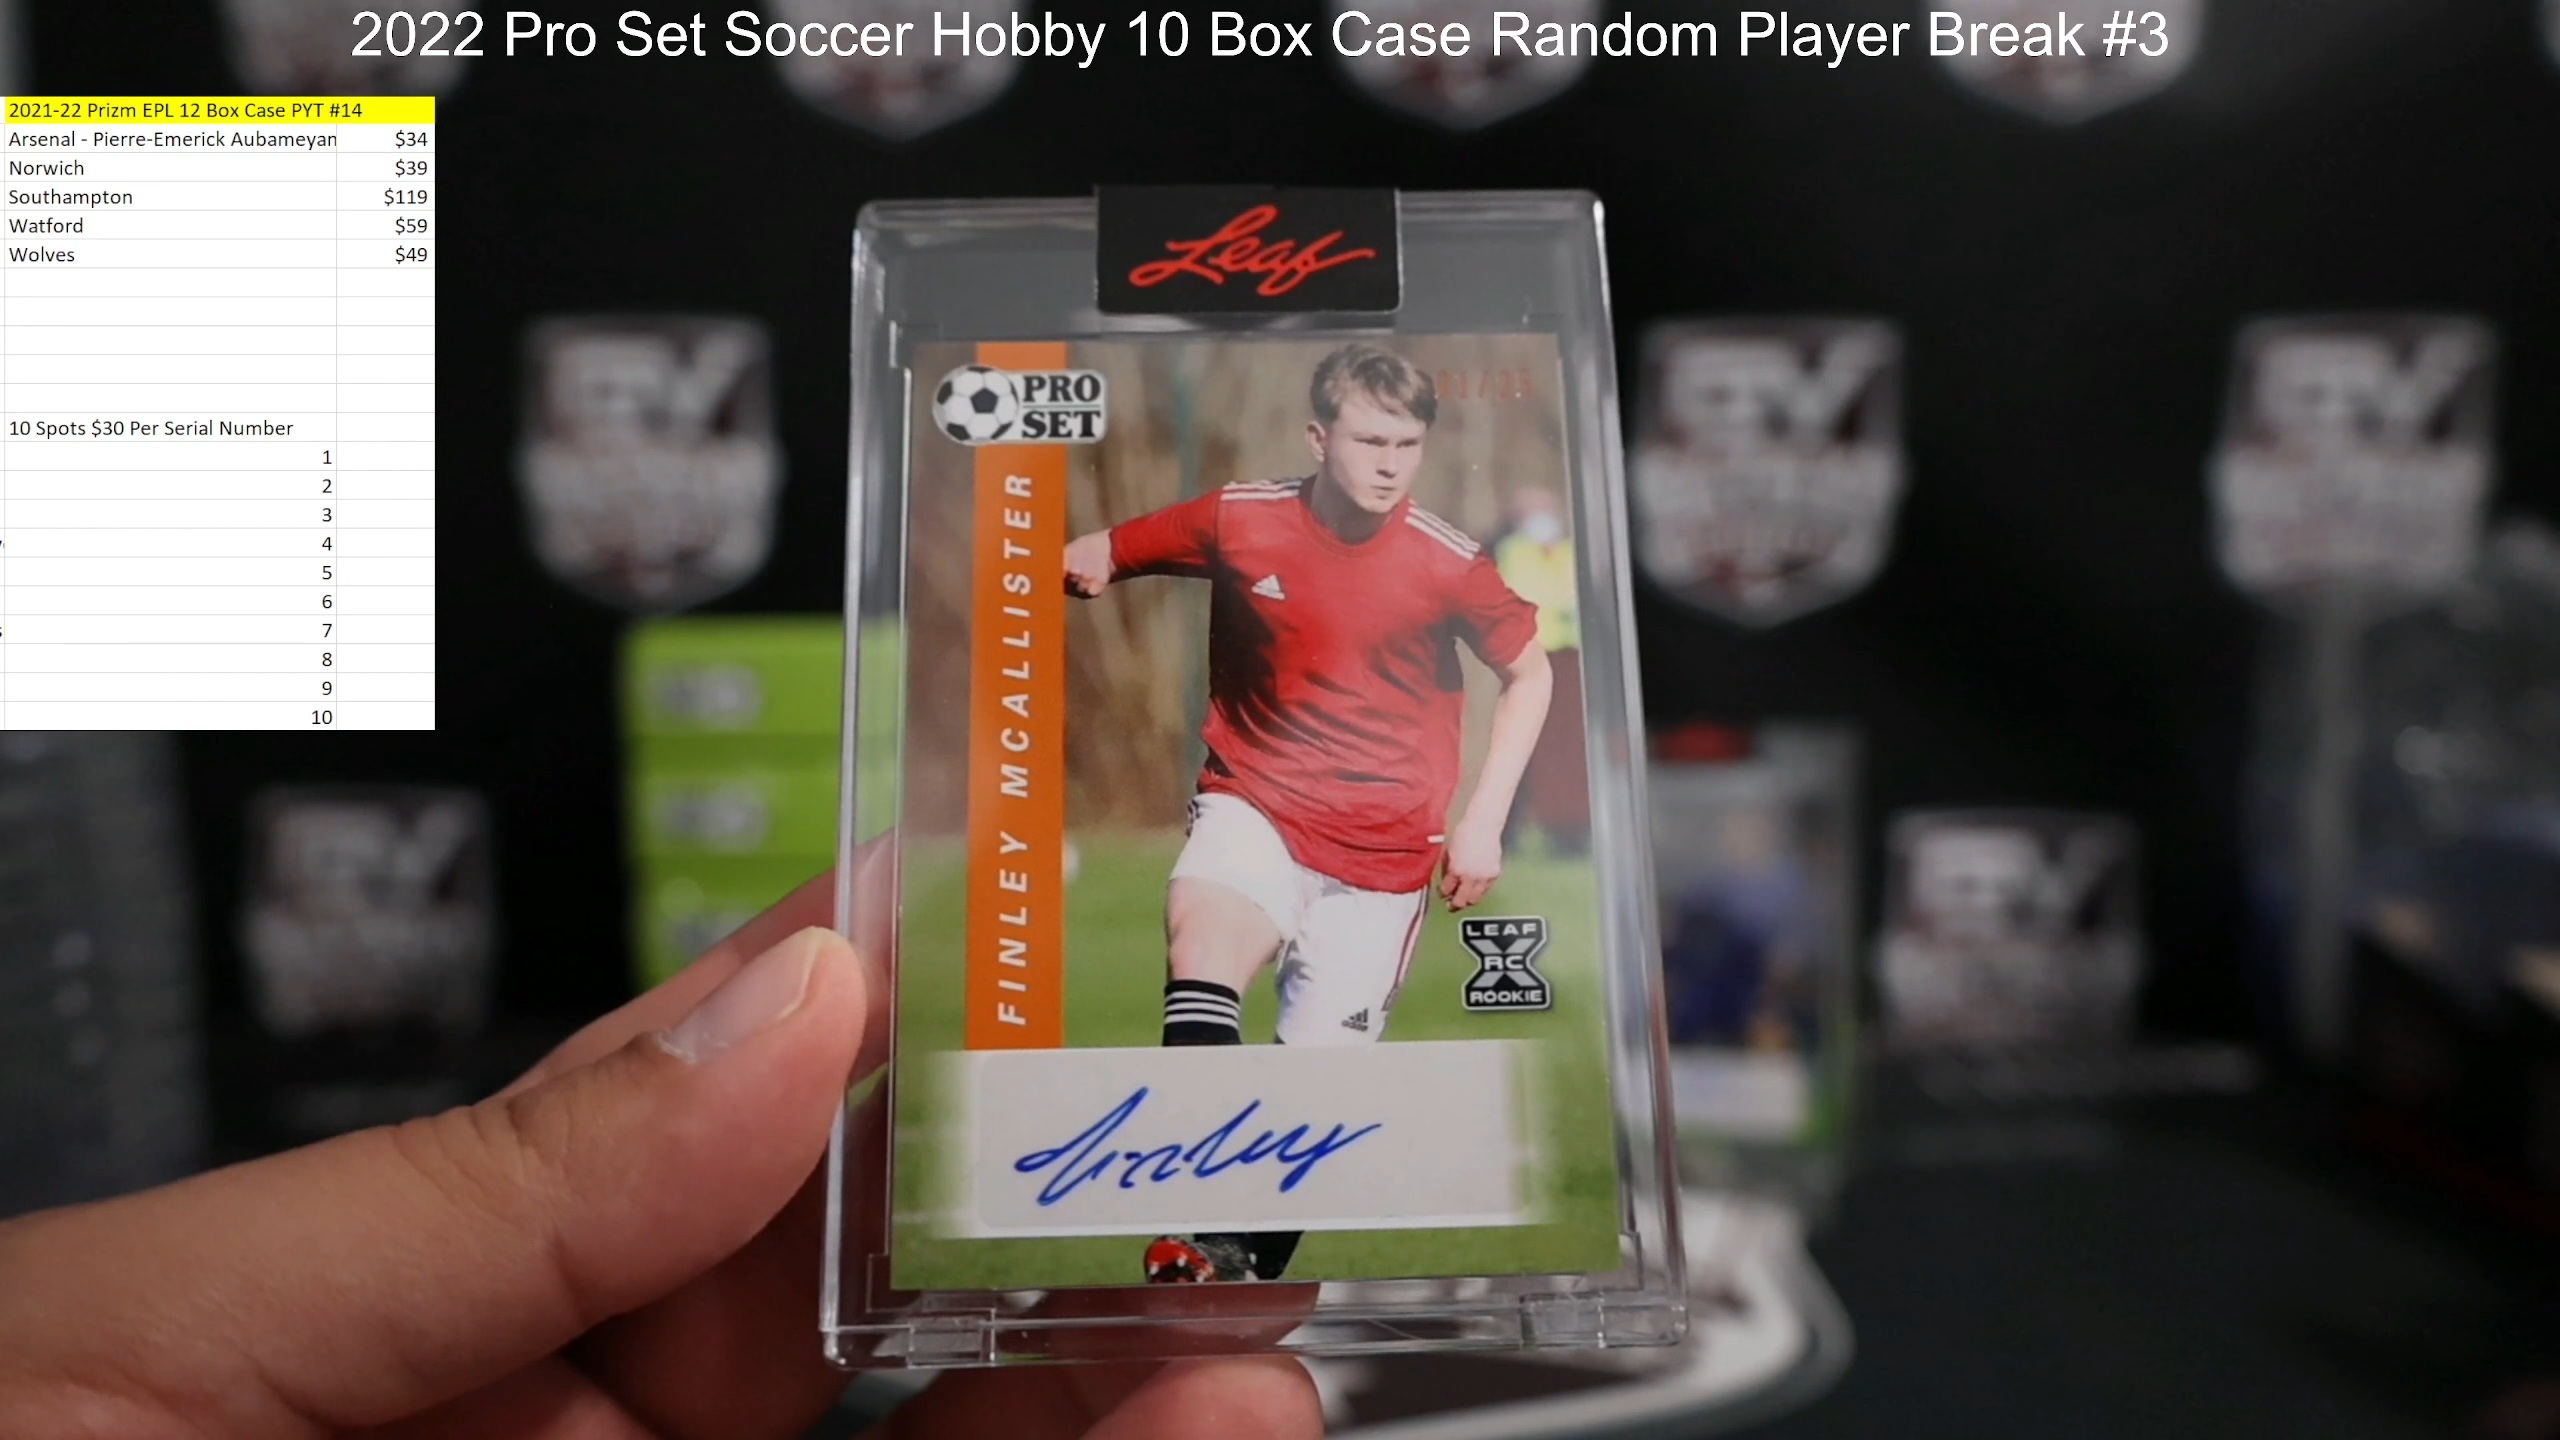 2022 Pro Set Soccer Hobby 10 Box Case Random Player Break #3
2021-22 Prizm EPL 12 Box Case PYT #14
Arsenal - Pierre-Emerick Aubameyan $34
Norwich $39
Southampton $119
Watford $59
Wolves $49
10 Spots $30 Per Serial Number
1
2
3
4
5
6
7
8
9
10
Leaf
PRO
SET
FINLEY MCALLISTER
adidas
LEAF
RC
ROOKIE
Finley